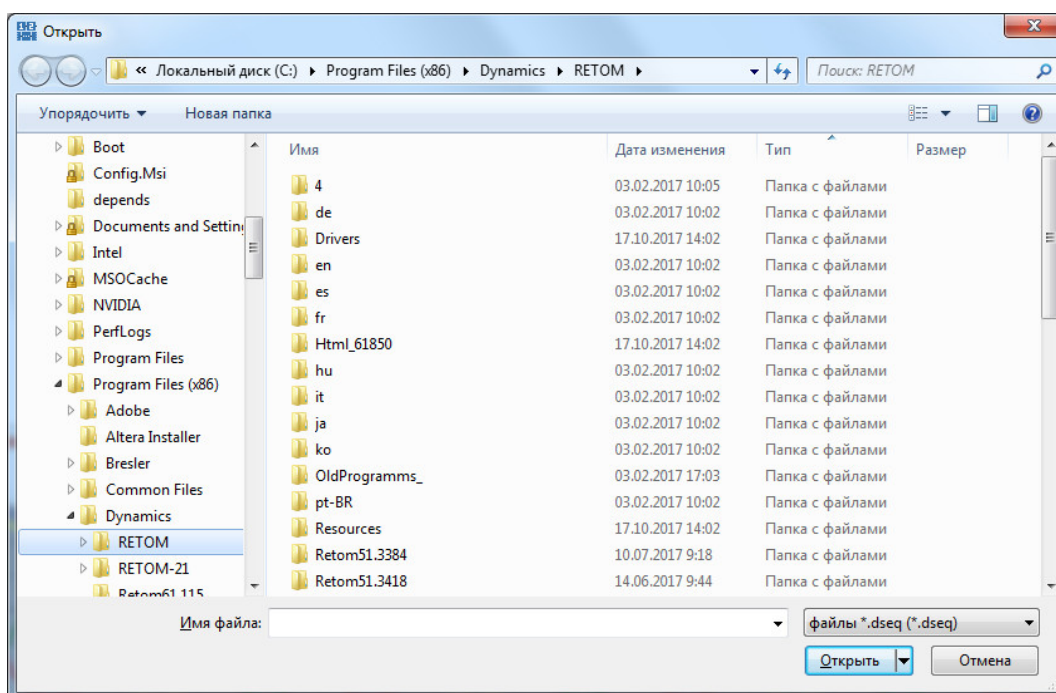 Открыть
« Локальный диск (C:) Program Files (x86) Dynamics RETOM Поиск: RETOM
Упорядочить Новая папка
Boot
Config.Msi
depends
Documents and Setting
Intel
MSOCache
NVIDIA
PerfLogs
Program Files
Program Files (x86)
Adobe
Altera Installer
Bresler
Common Files
Dynamics
RETOM
RETOM-21
Retom61.115
Имя Дата изменения Тип Размер
4 03.02.2017 10:05 Папка с файлами
de 03.02.2017 10:02 Папка с файлами
Drivers 17.10.2017 14:02 Папка с файлами
en 03.02.2017 10:02 Папка с файлами
es 03.02.2017 10:02 Папка с файлами
fr 03.02.2017 10:02 Папка с файлами
Html_61850 17.10.2017 14:02 Папка с файлами
hu 03.02.2017 10:02 Папка с файлами
it 03.02.2017 10:02 Папка с файлами
ja 03.02.2017 10:02 Папка с файлами
ko 03.02.2017 10:02 Папка с файлами
OldProgramms_ 03.02.2017 17:03 Папка с файлами
pt-BR 03.02.2017 10:02 Папка с файлами
Resources 17.10.2017 14:02 Папка с файлами
Retom51.3384 10.07.2017 9:18 Папка с файлами
Retom51.3418 14.06.2017 9:44 Папка с файлами
Имя файла: файлы *.dseq (*.dseq)
Открыть Отмена